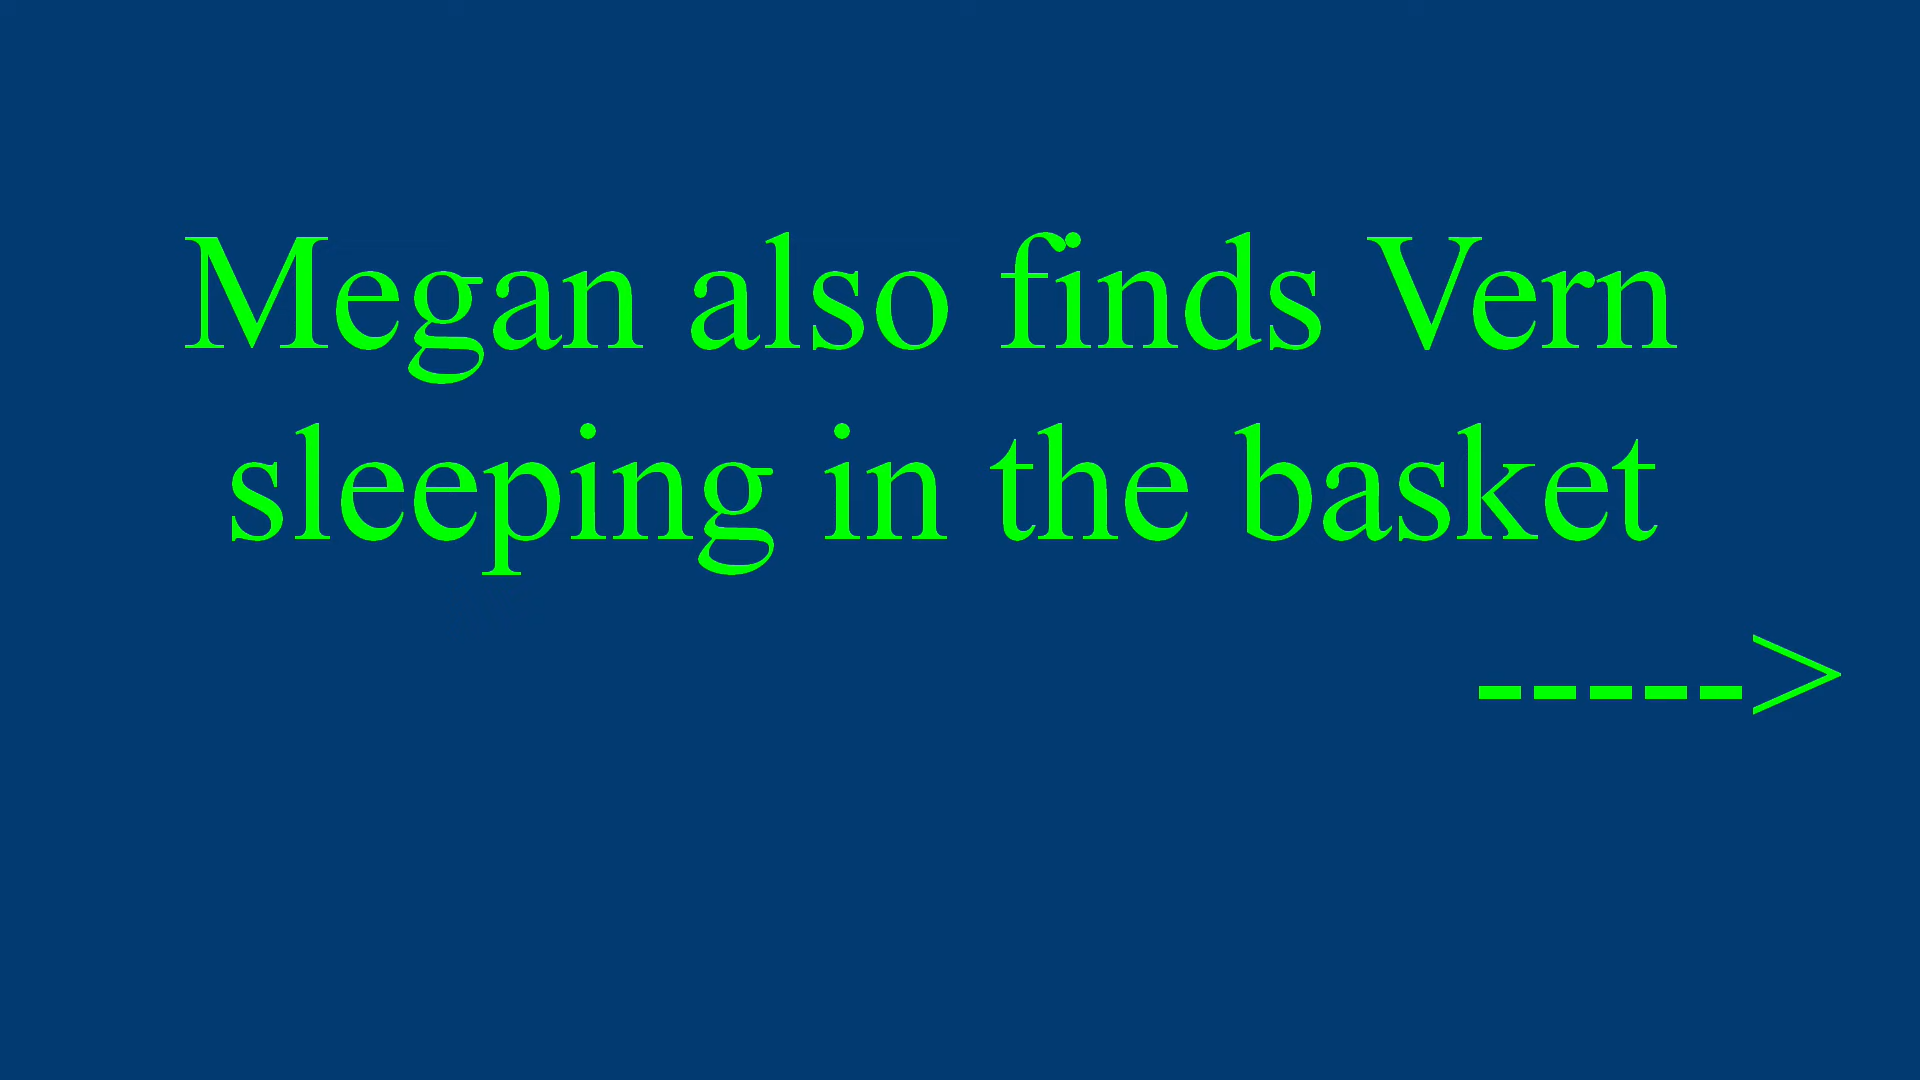 Megan also finds Vern
sleeping in the basket
----->